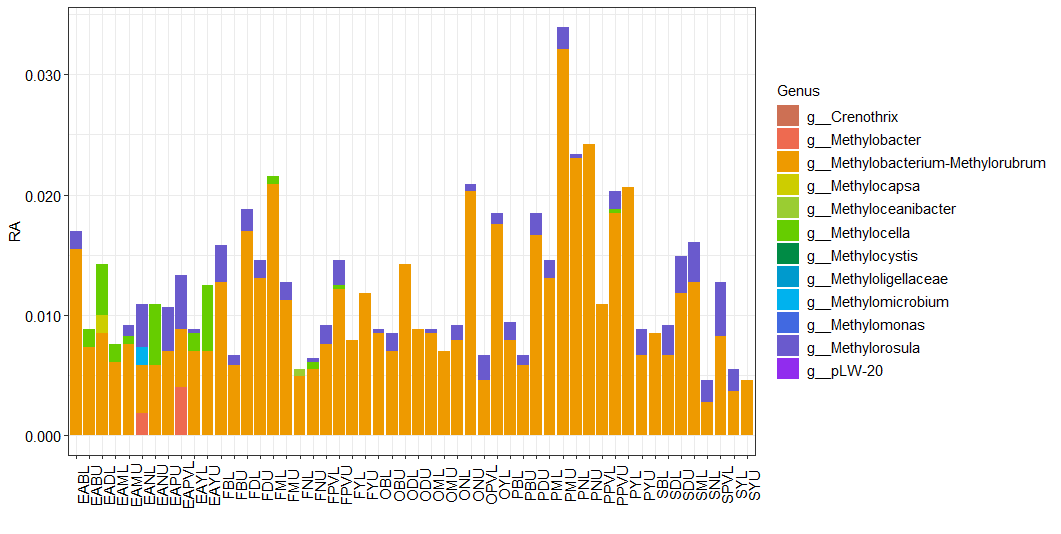 RA
0.030
0.020
0.010
0.000
EABL
EABU
EADL
EAML
EAMU
EANL
EANU
EAPU
EAPVL
EAYL
EAYU
FBL
FBU
FDL
FDU
FML
FMU
FNL
FNU
FPVL
FPVU
FYL
FYU
OBL
OBU
ODL
ODU
OML
OMU
ONL
ONU
OPVL
OYL
PBL
PBU
PDU
PML
PMU
PNL
PNU
PPVL
PPVU
PYL
PYU
SBL
SDL
SDU
SML
SNL
SPVL
SYL
SYU
Genus
g__Crenothrix
g__Methylobacter
g__Methylobacterium-Methylorubrum
g__Methylocapsa
g__Methyloceanibacter
g__Methylocella
g__Methylocystis
g__Methyloligellaceae
g__Methylomicrobium
g__Methylomonas
g__Methylorosula
g__pLW-20